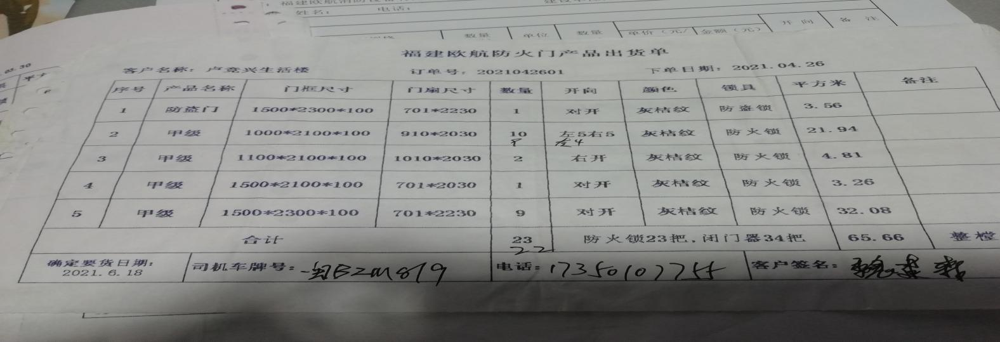 姓名： 电话：
数量 单位 数量 单价（元/ 金额（元） 开向 备注
福建欧航防火门产品出货单
客户名称：卢竞兴生活楼 订单号：2021042601 下单日期：2021.04.26
序号 产品名称 门框尺寸 门扇尺寸 数量 开向 颜色 锁具 平方米 备注
1 防盗门 1500*2300*100 701*2230 1 对开 灰桔纹 防盗锁 3.56
2 甲级 1000*2100*100 910*2030 10 左5右5 灰桔纹 防火锁 21.94
左4
3 甲级 1100*2100*100 1010*2030 2 右开 灰桔纹 防火锁 4.81
4 甲级 1500*2100*100 701*2030 1 对开 灰桔纹 防火锁 3.26
5 甲级 1500*2300*100 701*2230 9 对开 灰桔纹 防火锁 32.08
合计 23 防火锁23把，闭门器34把 65.66 整樘
22
确定要货日期： 司机车牌号： 闽BZM819 电话：17350107755 客户签名：
2021.6.18